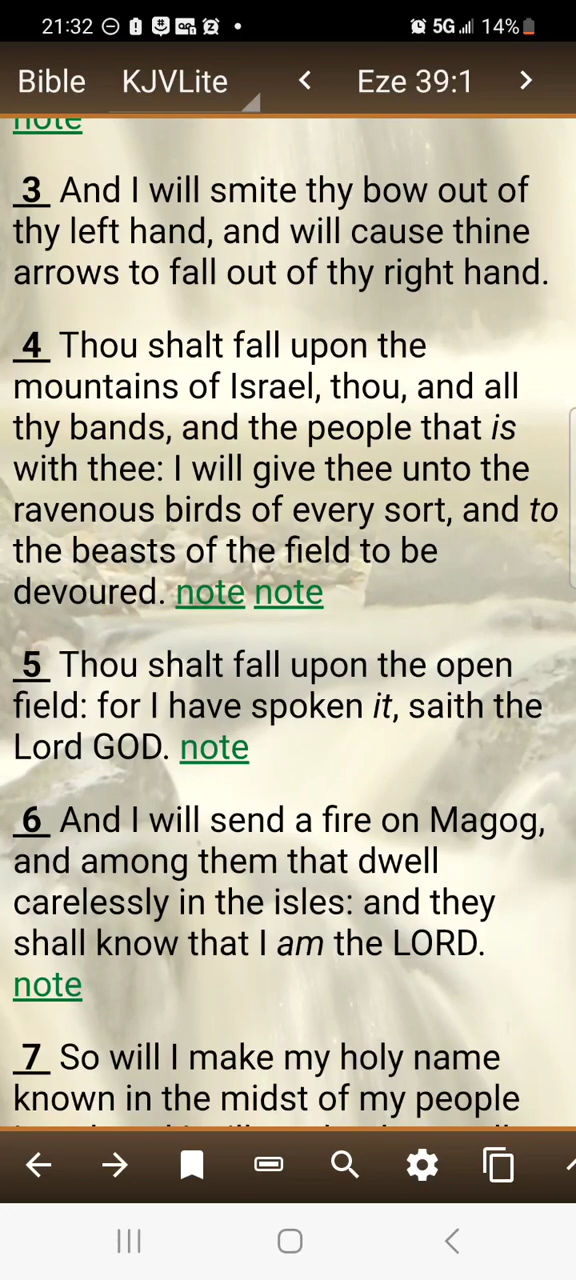 21:32 5G 14%
Bible KJVLite < Eze 39:1 >
note
3 And I will smite thy bow out of
thy left hand, and will cause thine
arrows to fall out of thy right hand.
4 Thou shalt fall upon the
mountains of Israel, thou, and all
thy bands, and the people that is
with thee: I will give thee unto the
ravenous birds of every sort, and to
the beasts of the field to be
devoured. note note
5 Thou shalt fall upon the open
field: for I have spoken it, saith the
Lord GOD. note
6 And I will send a fire on Magog,
and among them that dwell
carelessly in the isles: and they
shall know that I am the LORD.
note
7 So will I make my holy name
known in the midst of my people